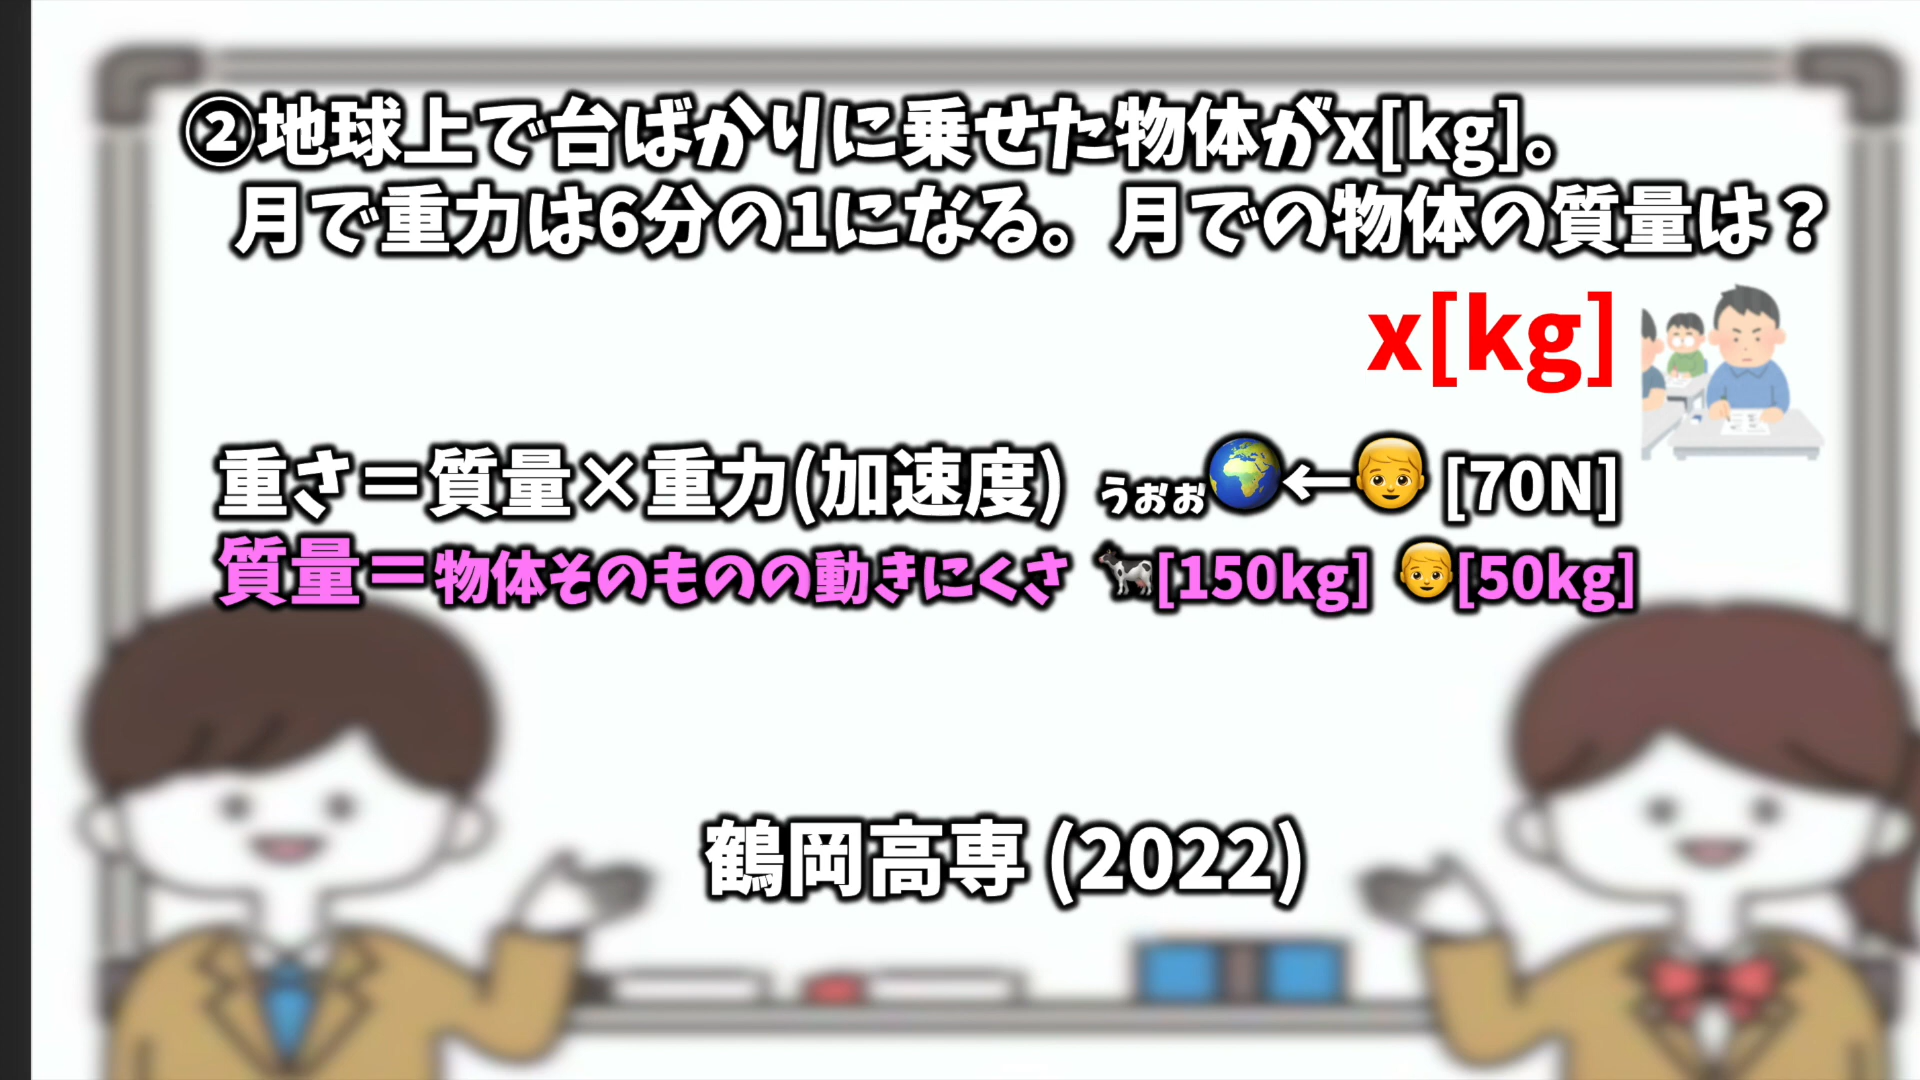 ②地球上で台ばかりに乗せた物体がx[kg]。
月で重力は6分の1になる。月での物体の質量は？
x[kg]
重さ＝質量×重力(加速度) うぉぉ←[70N]
質量＝物体そのものの動きにくさ [150kg] [50kg]
鶴岡高専 (2022)